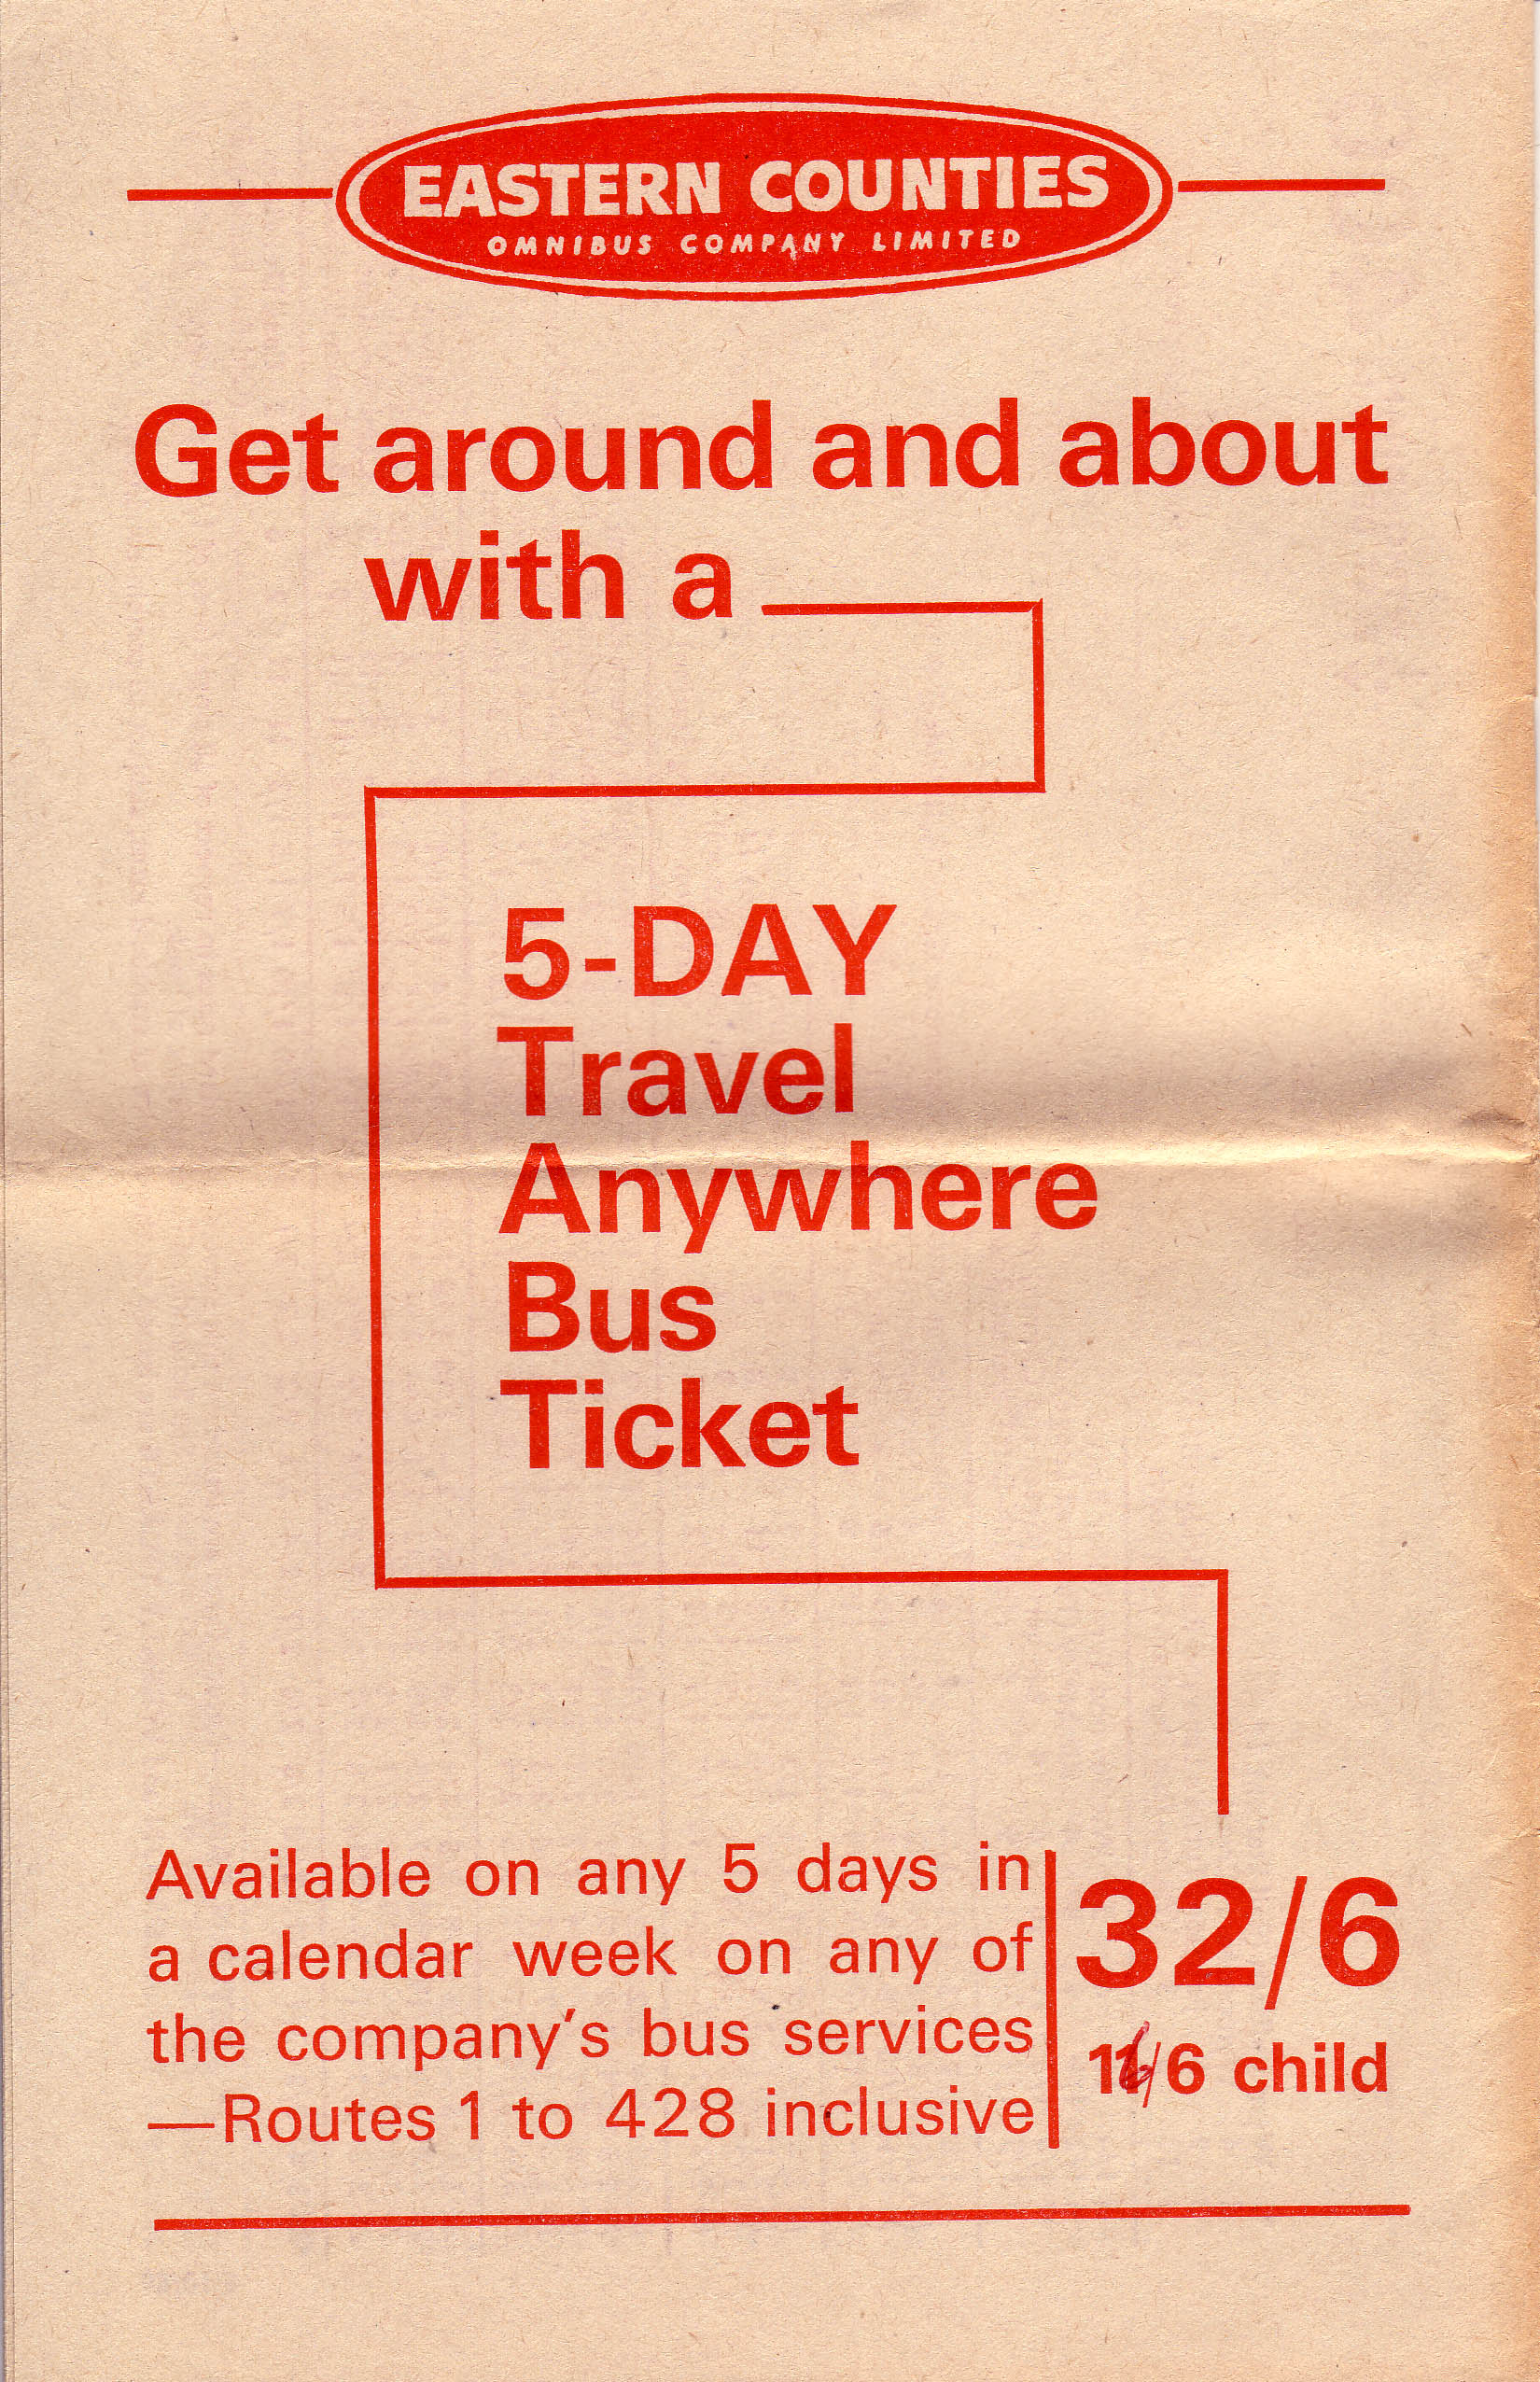 EASTERN COUNTIES
OMNIBUS COMPANY LIMITED
Get around and about
with a
5-DAY
Travel
Anywhere
Bus
Ticket
Available on any 5 days in
a calendar week on any of
the company's bus services
—Routes 1 to 428 inclusive
32/6
16/6 child